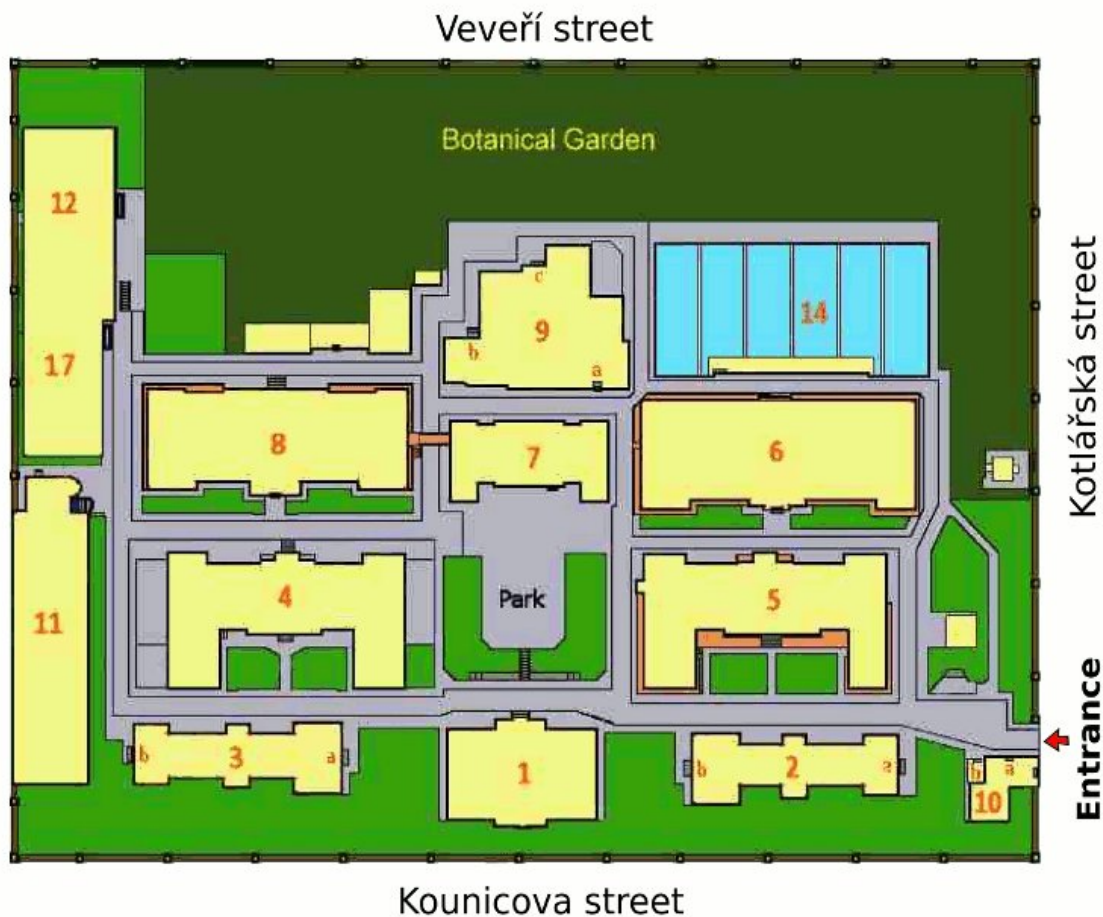 Veveří street
Botanical Garden
12
c
14
9
b
a
17
8
7
6
Kotlářská street
4
Park
5
11
Entrance
b
3
a
1
b
2
a
b
a
10
Kounicova street